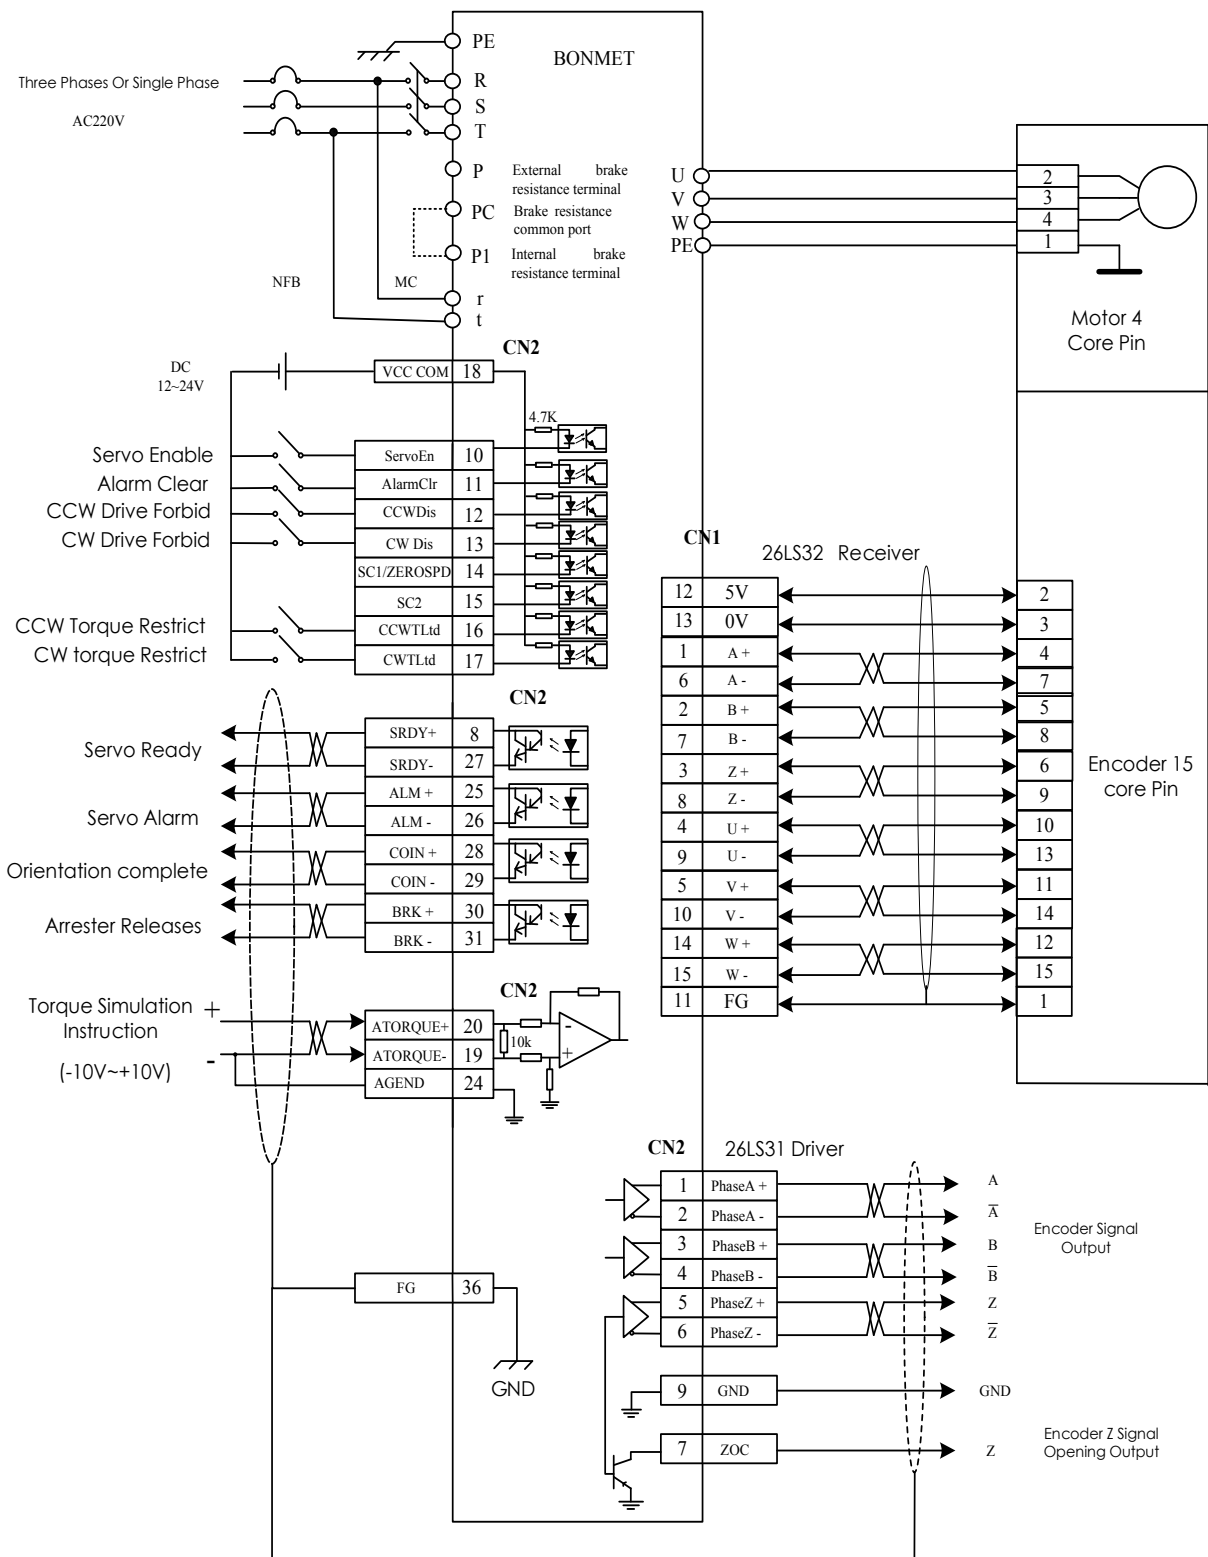 PE
BONMET
Three Phases Or Single Phase
R
S
AC220V
T
P External brake
resistance terminal
PC Brake resistance
common port
P1 Internal brake
resistance terminal
NFB
MC
r
t
U
V
W
PE
2
3
4
1
Motor 4
Core Pin
CN2
DC
12~24V
VCC COM 18
4.7K
Servo Enable ServoEn 10
Alarm Clear AlarmClr 11
CCW Drive Forbid CCWDis 12
CW Drive Forbid CW Dis 13
SC1/ZEROSPD 14
SC2 15
CCW Torque Restrict CCWTLtd 16
CW torque Restrict CWTLtd 17
CN2
Servo Ready
SRDY+ 8
SRDY- 27
Servo Alarm
ALM + 25
ALM - 26
Orientation complete
COIN + 28
COIN - 29
Arrester Releases
BRK + 30
BRK - 31
CN2
Torque Simulation
Instruction
(-10V~+10V)
+
-
ATORQUE+ 20
ATORQUE- 19
AGEND 24
10k
-
+
FG 36
GND
CN1
26LS32 Receiver
12 5V 2
13 0V 3
1 A + 4
6 A - 7
2 B + 5
7 B - 8
3 Z + 6
8 Z - 9
4 U + 10
9 U - 13
5 V + 11
10 V - 14
14 W + 12
15 W - 15
11 FG 1
Encoder 15
core Pin
CN2
26LS31 Driver
1 PhaseA + A
2 PhaseA - A̅
3 PhaseB + B
4 PhaseB - B̅
5 PhaseZ + Z
6 PhaseZ - Z̅
Encoder Signal
Output
9 GND GND
7 ZOC Z
Encoder Z Signal
Opening Output